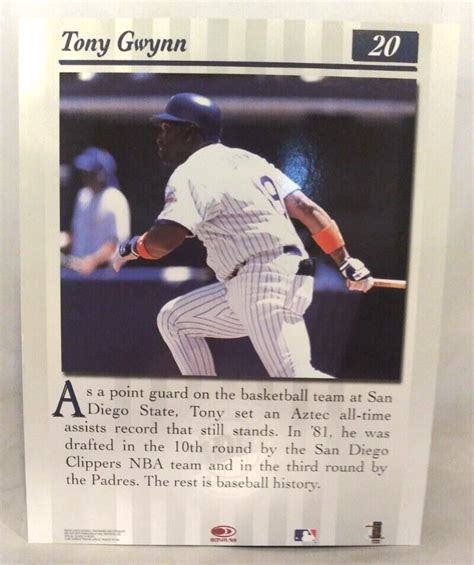 Tony Gwynn
20
As a point guard on the basketball team at San
Diego State, Tony set an Aztec all-time
assists record that still stands. In '81, he was
drafted in the 10th round by the San Diego
Clippers NBA team and in the third round by
the Padres. The rest is baseball history.
DONRUSS